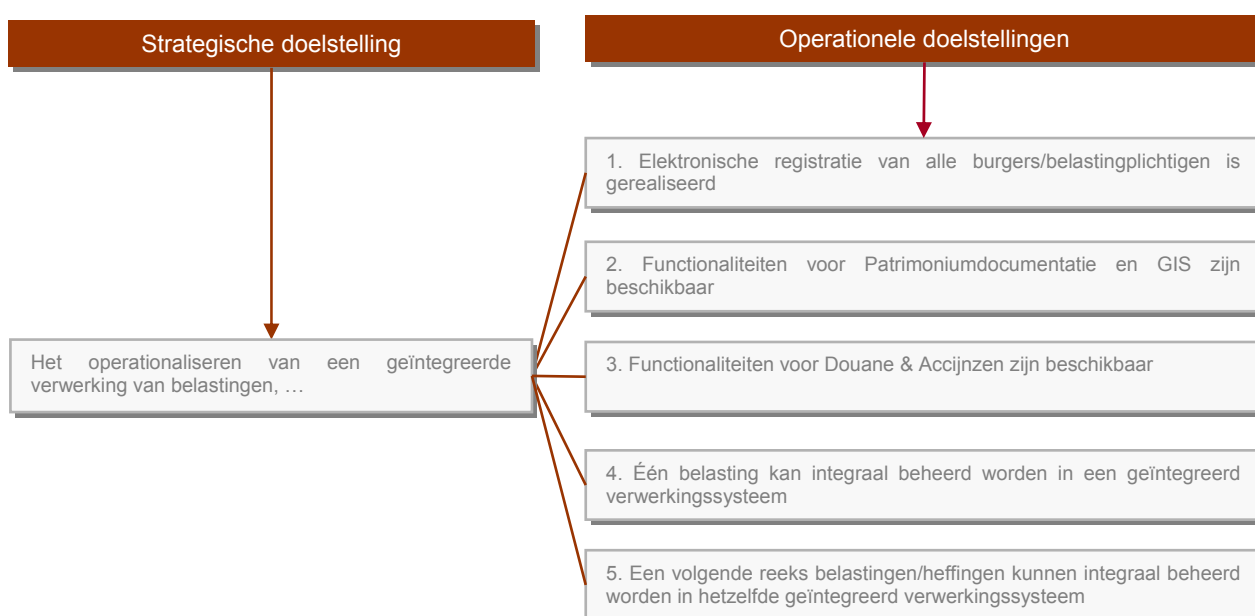 Strategische doelstelling
Operationele doelstellingen
1. Elektronische registratie van alle burgers/belastingplichtigen is
gerealiseerd
2. Functionaliteiten voor Patrimoniumdocumentatie en GIS zijn
beschikbaar
Het operationaliseren van een geïntegreerde
verwerking van belastingen, …
3. Functionaliteiten voor Douane & Accijnzen zijn beschikbaar
4. Één belasting kan integraal beheerd worden in een geïntegreerd
verwerkingssysteem
5. Een volgende reeks belastingen/heffingen kunnen integraal beheerd
worden in hetzelfde geïntegreerd verwerkingssysteem